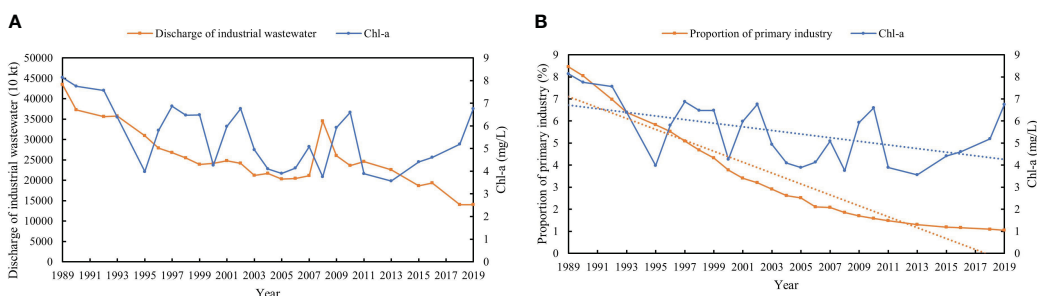 A
Discharge of industrial wastewater
Chl-a
Discharge of industrial wastewater (10 kt)
50000
45000
40000
35000
30000
25000
20000
15000
10000
5000
0
9
8
7
6
5
4
3
2
1
0
Chl-a (mg/L)
1989 1991 1993 1995 1997 1999 2001 2003 2005 2007 2009 2011 2013 2015 2017 2019
Year
B
Proportion of primary industry
Chl-a
Proportion of primary industry (%)
9
8
7
6
5
4
3
2
1
0
9
8
7
6
5
4
3
2
1
0
Chl-a (mg/L)
1989 1991 1993 1995 1997 1999 2001 2003 2005 2007 2009 2011 2013 2015 2017 2019
Year